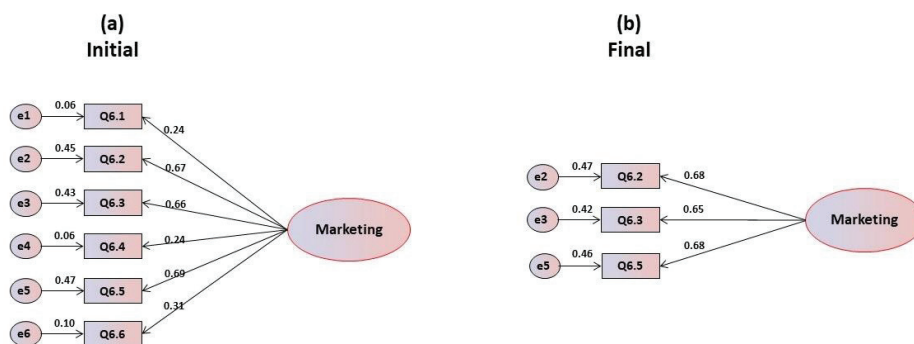 (a)
Initial
e1 0.06 Q6.1 0.24
e2 0.45 Q6.2 0.67
e3 0.43 Q6.3 0.66
e4 0.06 Q6.4 0.24
e5 0.47 Q6.5 0.69
e6 0.10 Q6.6 0.31
Marketing
(b)
Final
e2 0.47 Q6.2 0.68
e3 0.42 Q6.3 0.65
e5 0.46 Q6.5 0.68
Marketing